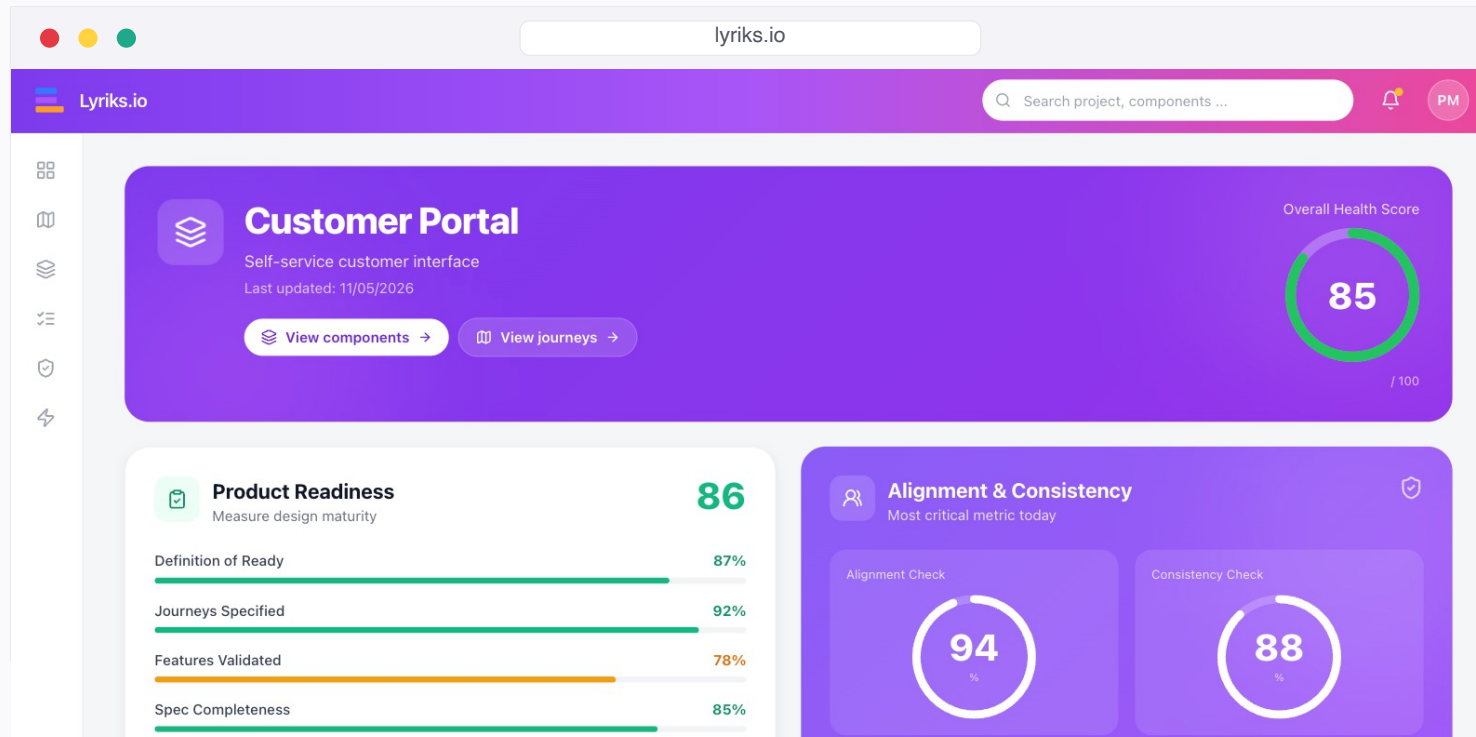 lyriks.io
Lyriks.io
Search project, components ...
PM
Customer Portal
Self-service customer interface
Last updated: 11/05/2026
View components →
View journeys →
Overall Health Score
85
/ 100
Product Readiness
Measure design maturity
86
Definition of Ready
87%
Journeys Specified
92%
Features Validated
78%
Spec Completeness
85%
Alignment & Consistency
Most critical metric today
Alignment Check
94
%
Consistency Check
88
%